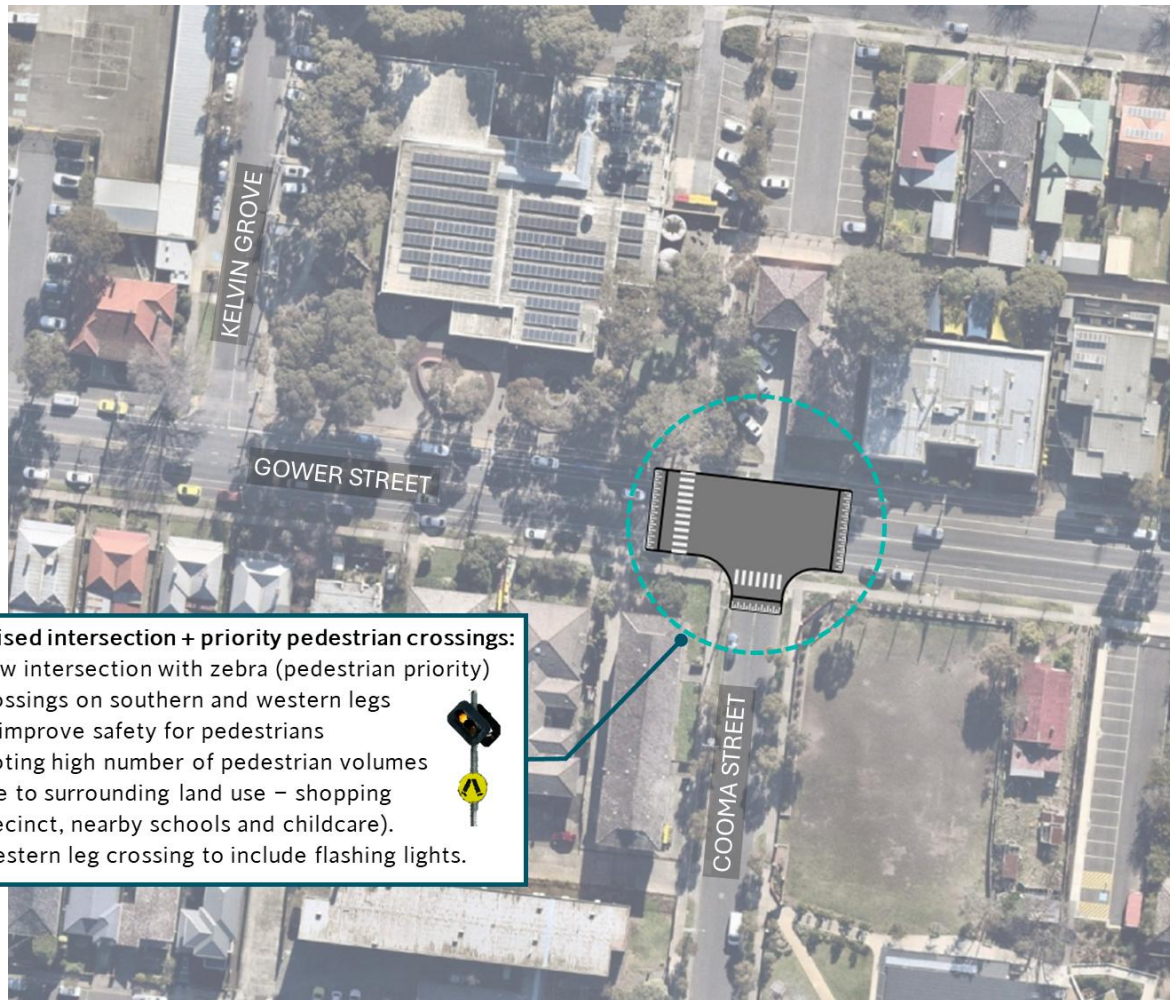 KELVIN GROVE
GOWER STREET
ised intersection + priority pedestrian crossings:
w intersection with zebra (pedestrian priority)
ossings on southern and western legs
improve safety for pedestrians
oting high number of pedestrian volumes
e to surrounding land use – shopping
ecinct, nearby schools and childcare).
estern leg crossing to include flashing lights.
COOMA STREET